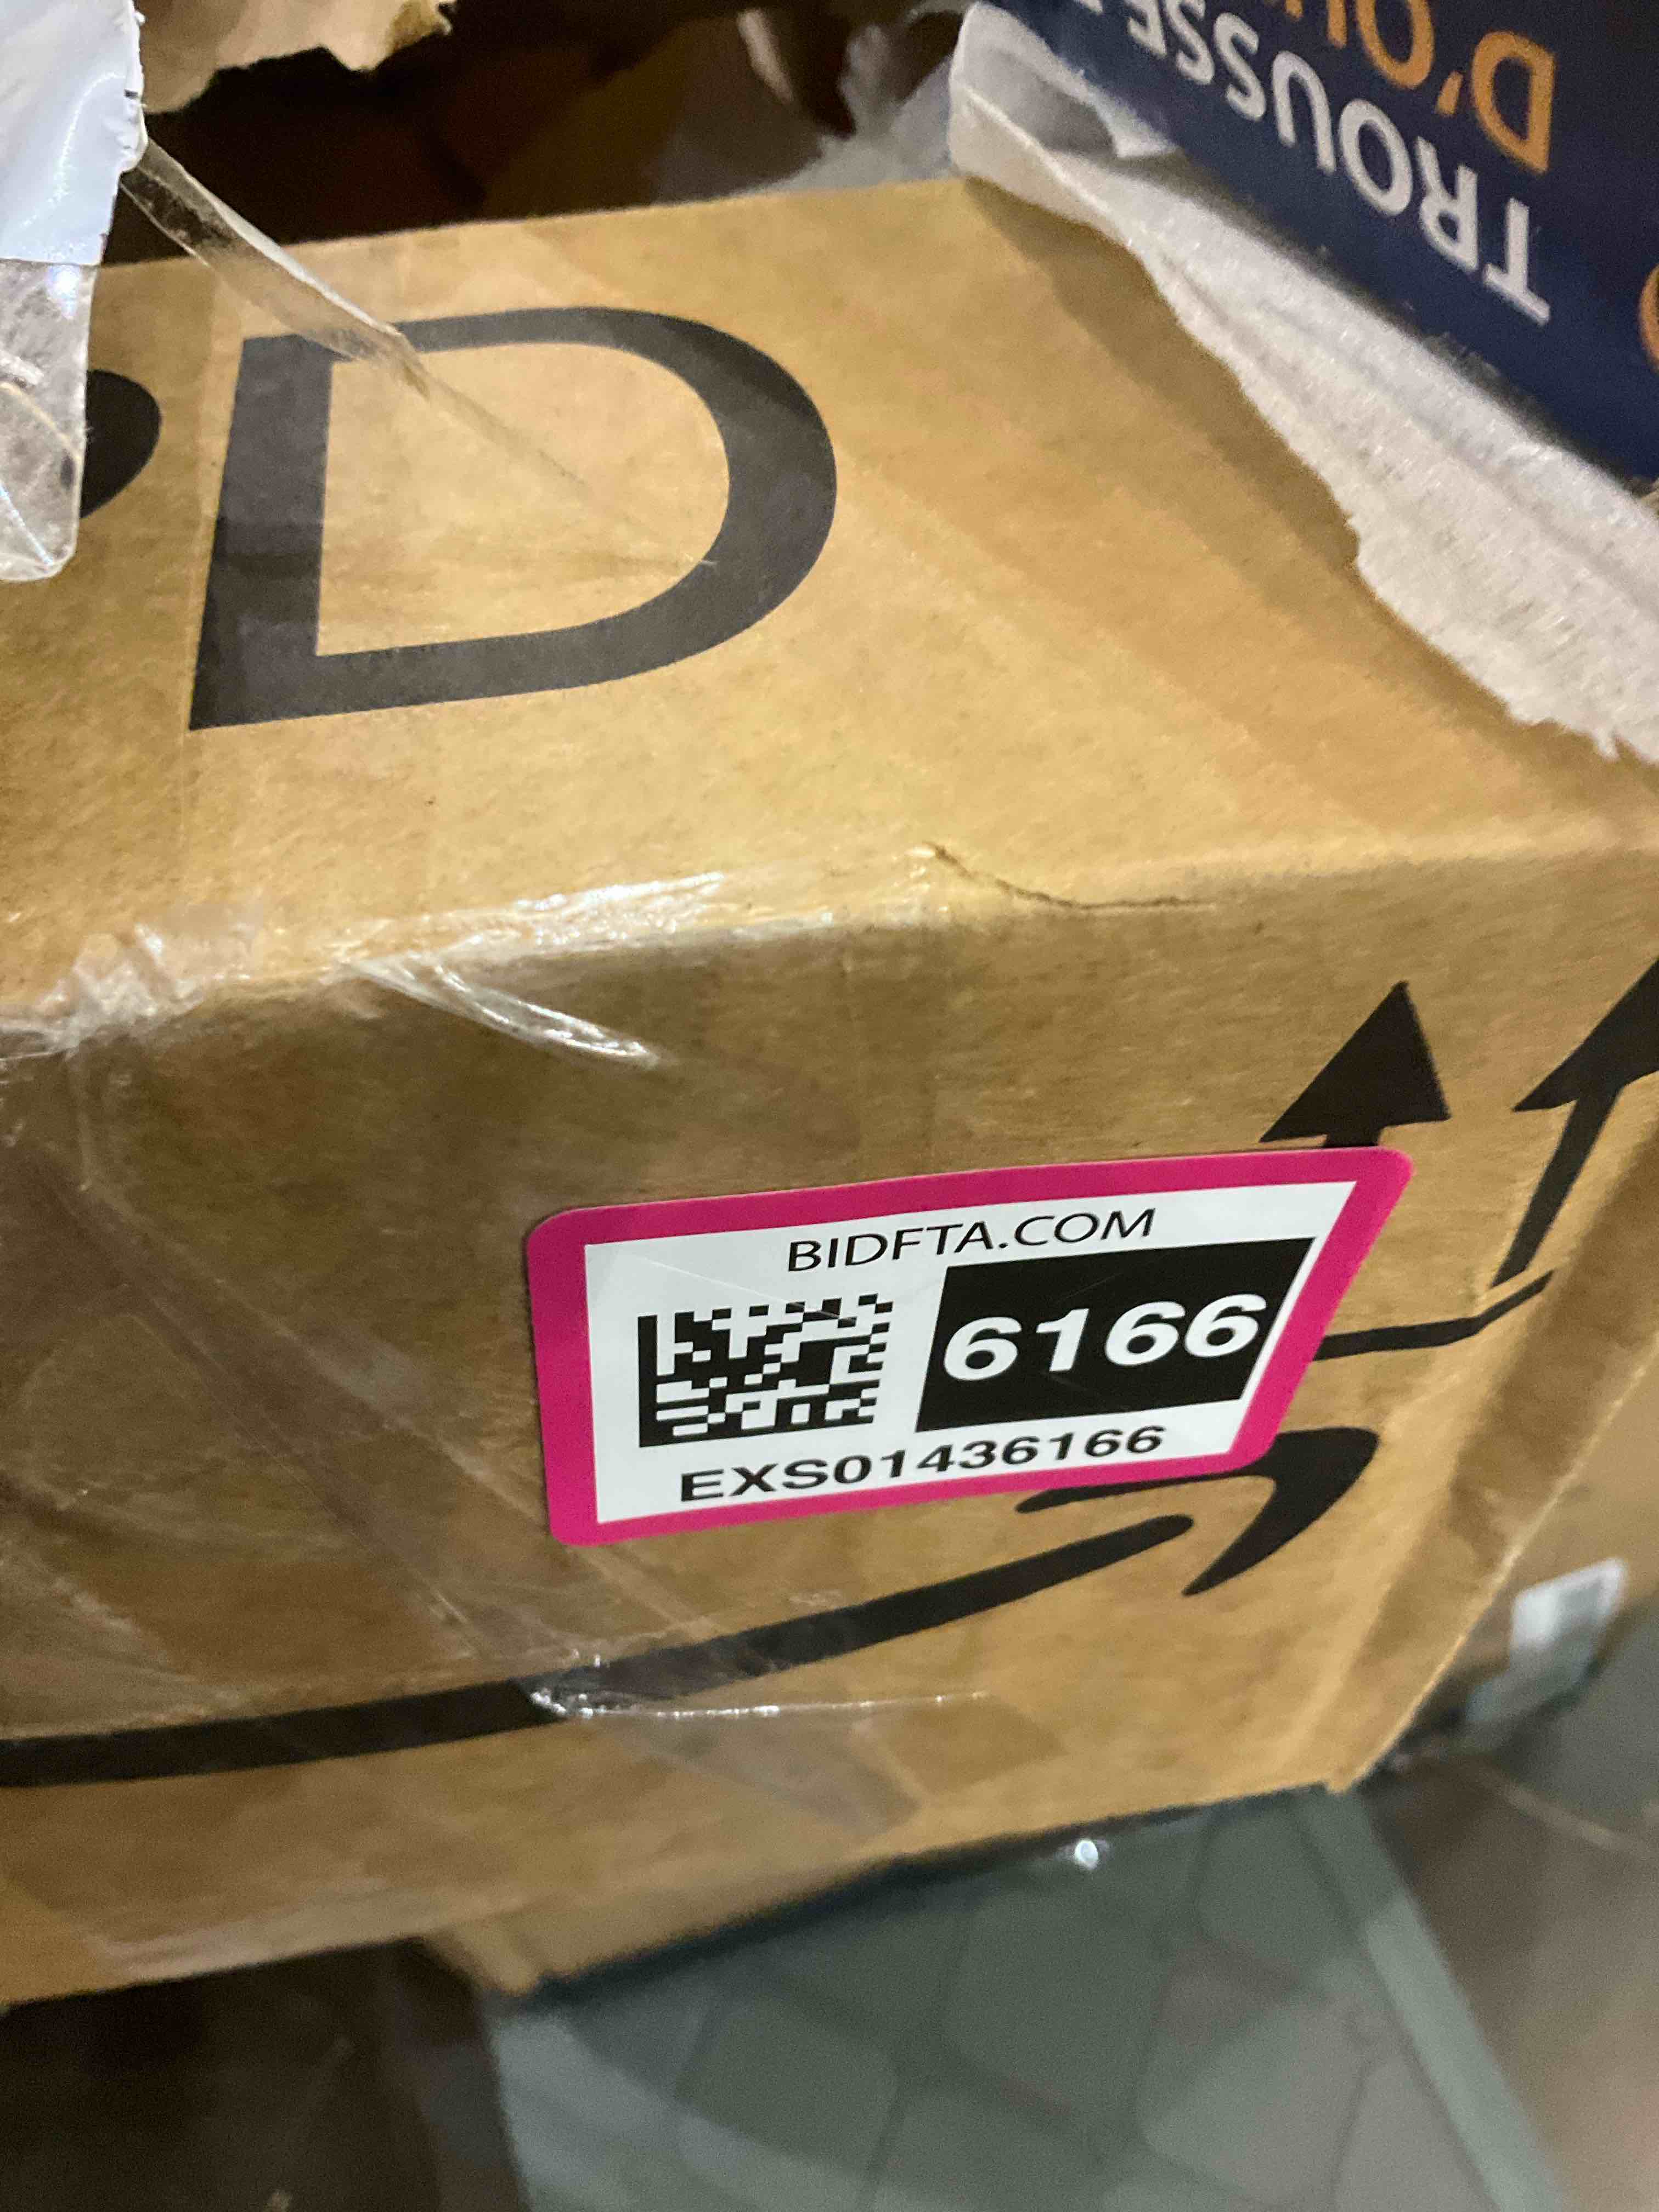 TROUSSE
D'OU
D
BIDFTA.COM
6166
EXS01436166